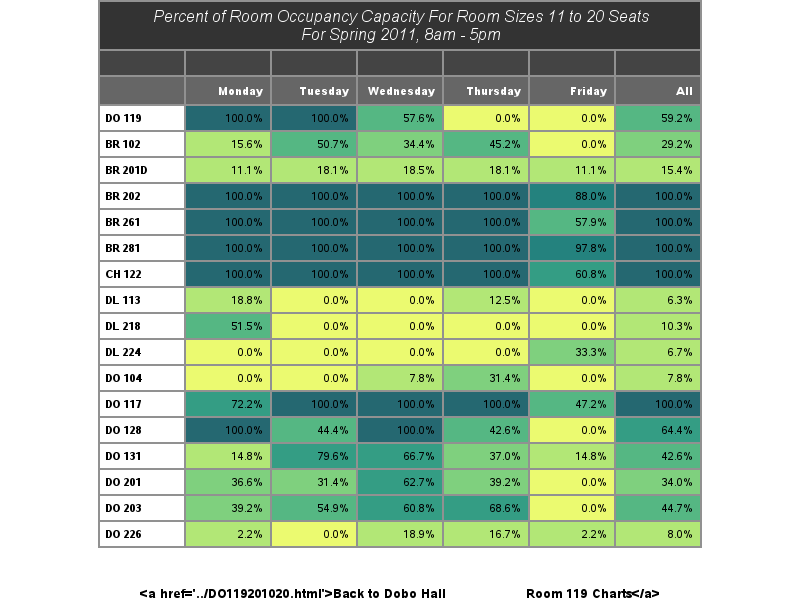 Percent of Room Occupancy Capacity For Room Sizes 11 to 20 Seats
For Spring 2011, 8am - 5pm
Monday Tuesday Wednesday Thursday Friday All
DO 119 100.0% 100.0% 57.6% 0.0% 0.0% 59.2%
BR 102 15.6% 50.7% 34.4% 45.2% 0.0% 29.2%
BR 201D 11.1% 18.1% 18.5% 18.1% 11.1% 15.4%
BR 202 100.0% 100.0% 100.0% 100.0% 88.0% 100.0%
BR 261 100.0% 100.0% 100.0% 100.0% 57.9% 100.0%
BR 281 100.0% 100.0% 100.0% 100.0% 97.8% 100.0%
CH 122 100.0% 100.0% 100.0% 100.0% 60.8% 100.0%
DL 113 18.8% 0.0% 0.0% 12.5% 0.0% 6.3%
DL 218 51.5% 0.0% 0.0% 0.0% 0.0% 10.3%
DL 224 0.0% 0.0% 0.0% 0.0% 33.3% 6.7%
DO 104 0.0% 0.0% 7.8% 31.4% 0.0% 7.8%
DO 117 72.2% 100.0% 100.0% 100.0% 47.2% 100.0%
DO 128 100.0% 44.4% 100.0% 42.6% 0.0% 64.4%
DO 131 14.8% 79.6% 66.7% 37.0% 14.8% 42.6%
DO 201 36.6% 31.4% 62.7% 39.2% 0.0% 34.0%
DO 203 39.2% 54.9% 60.8% 68.6% 0.0% 44.7%
DO 226 2.2% 0.0% 18.9% 16.7% 2.2% 8.0%
<a href='../DO119201020.html'>Back to Dobo Hall Room 119 Charts</a>